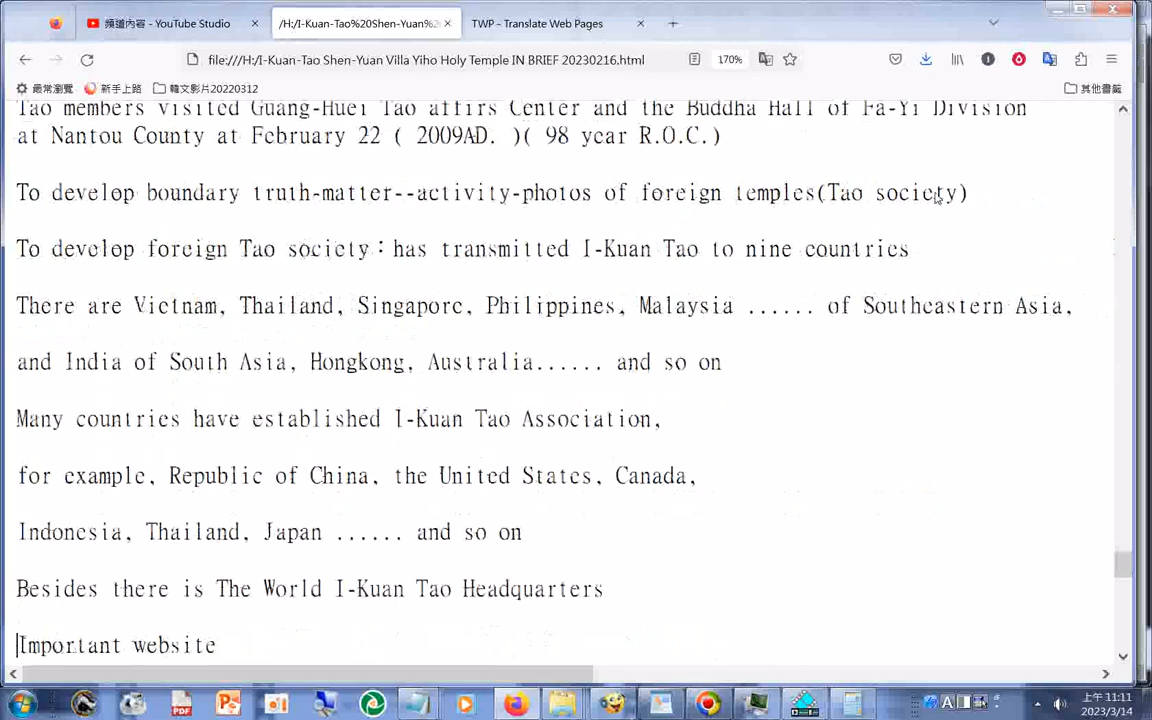 頻道內容 - YouTube Studio × /H:/I-Kuan-Tao%20Shen-Yuan%20 × TWP - Translate Web Pages × +
file:///H:/I-Kuan-Tao Shen-Yuan Villa Yiho Holy Temple IN BRIEF 20230216.html 170%
最常瀏覽 新手上路 韓文影片20220312 其他書籤
Tao members visited Guang-Huei Tao affirs Center and the Buddha Hall of Fa-Yi Division
at Nantou County at February 22 ( 2009AD. )( 98 year R.O.C.)
To develop boundary truth-matter--activity-photos of foreign temples(Tao society)
To develop foreign Tao society：has transmitted I-Kuan Tao to nine countries
There are Vietnam, Thailand, Singapore, Philippines, Malaysia ...... of Southeastern Asia,
and India of South Asia, Hongkong, Australia...... and so on
Many countries have established I-Kuan Tao Association,
for example, Republic of China, the United States, Canada,
Indonesia, Thailand, Japan ...... and so on
Besides there is The World I-Kuan Tao Headquarters
Important website
上午 11:11
2023/3/14